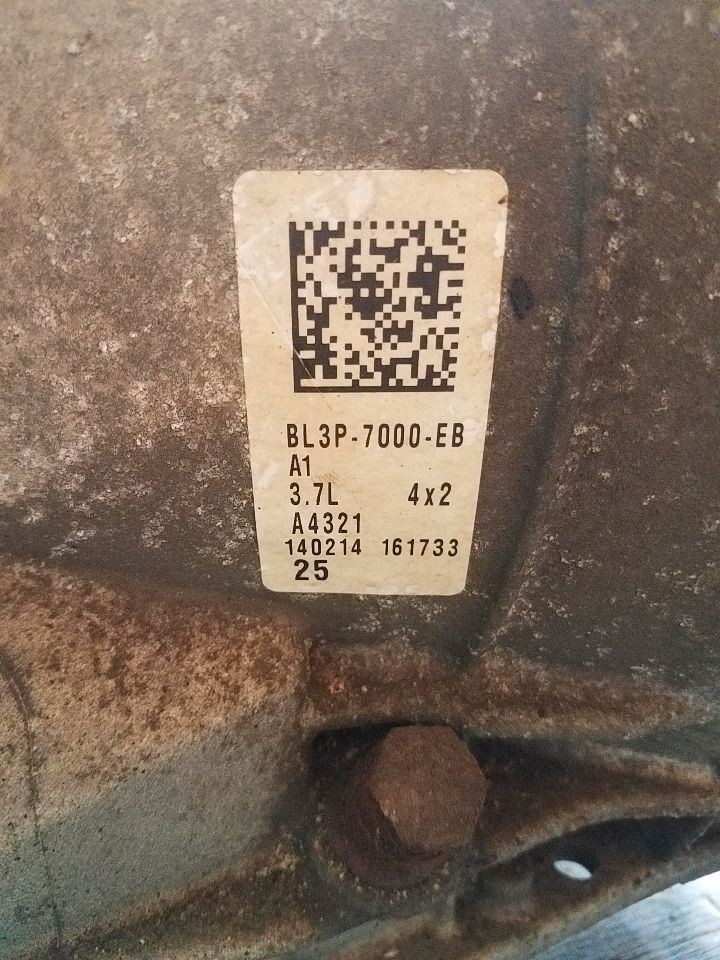 BL3P-7000-EB
A1
3.7L 4x2
A4321
140214 161733
25